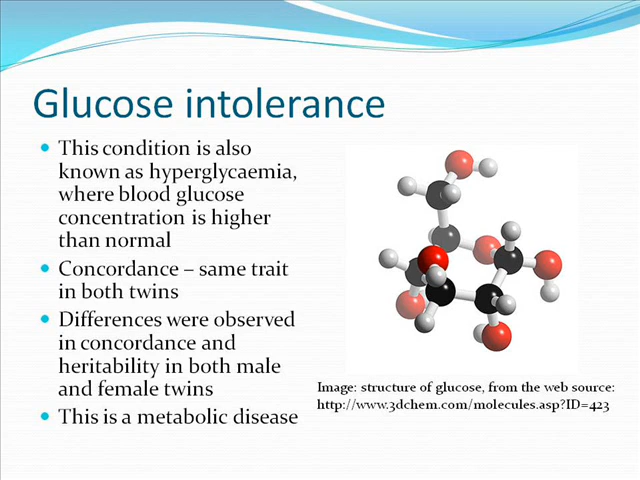 Glucose intolerance
• This condition is also
known as hyperglycaemia,
where blood glucose
concentration is higher
than normal
• Concordance – same trait
in both twins
• Differences were observed
in concordance and
heritability in both male
and female twins
• This is a metabolic disease
Image: structure of glucose, from the web source:
http://www.3dchem.com/molecules.asp?ID=423